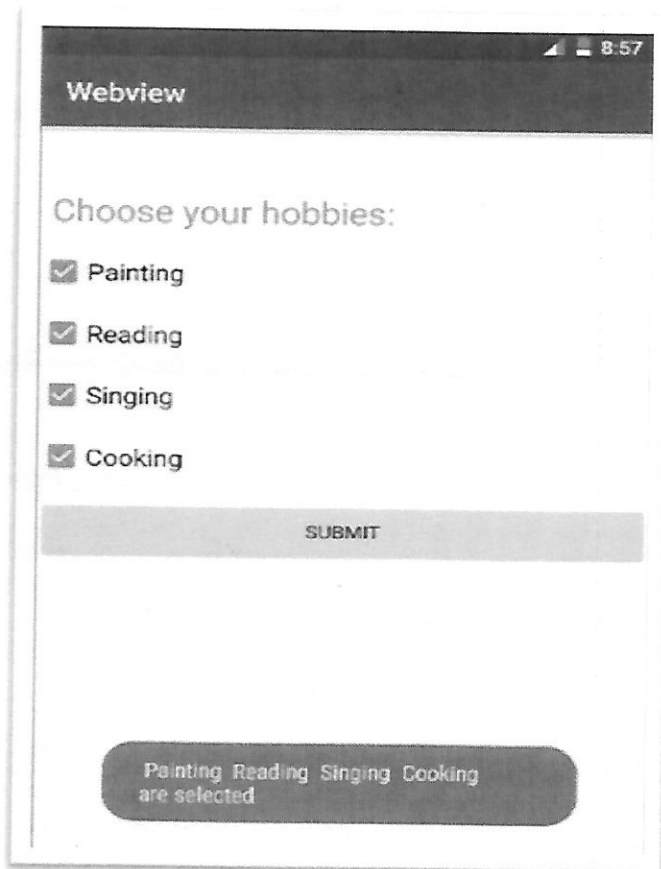 8:57
Webview
Choose your hobbies:
Painting
Reading
Singing
Cooking
SUBMIT
Painting Reading Singing Cooking
are selected